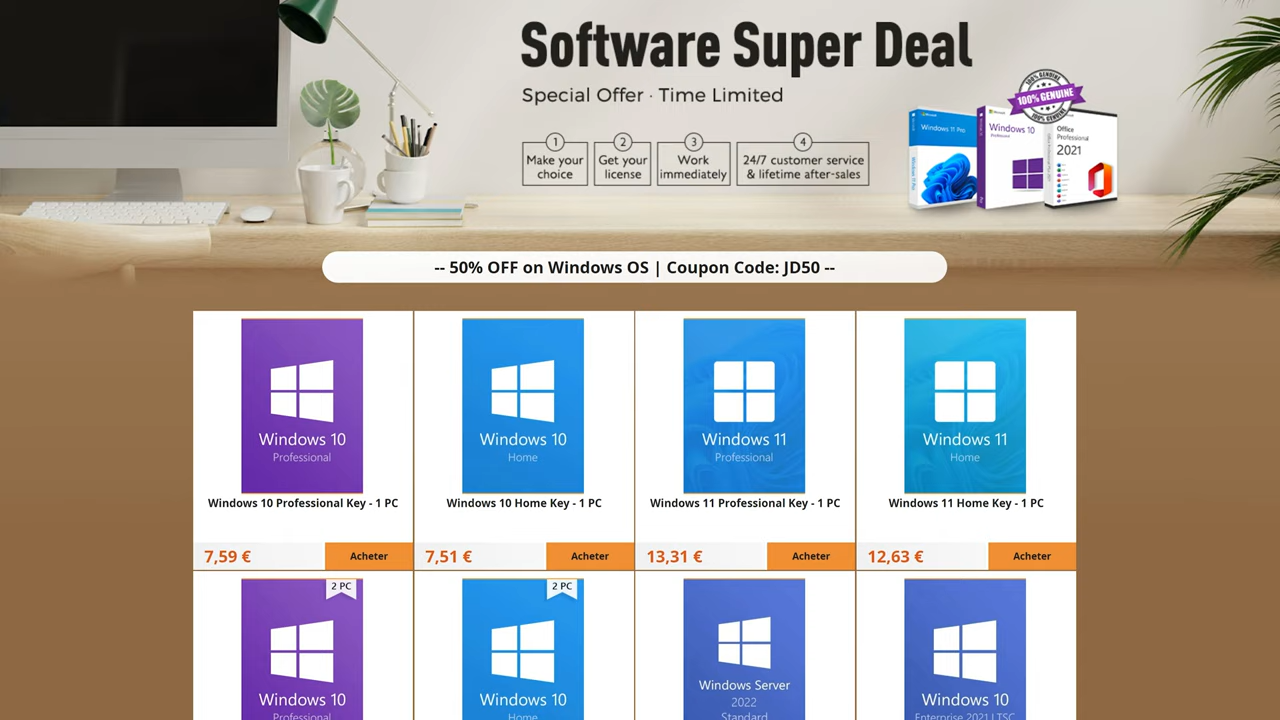 Software Super Deal
Special Offer · Time Limited
1 2 3 4
Make your choice
Get your license
Work immediately
24/7 customer service & lifetime after-sales
100% GENUINE
100% GENUINE
100% GENUINE
Windows 11 Pro
Windows 10
Office
Professional
2021
-- 50% OFF on Windows OS | Coupon Code: JD50 --
Windows 10
Professional
Windows 10 Professional Key - 1 PC
7,59 € Acheter
Windows 10
Home
Windows 10 Home Key - 1 PC
7,51 € Acheter
Windows 11
Professional
Windows 11 Professional Key - 1 PC
13,31 € Acheter
Windows 11
Home
Windows 11 Home Key - 1 PC
12,63 € Acheter
2 PC
Windows 10
Professional
2 PC
Windows 10
Home
Windows Server
2022
Standard
Windows 10
Enterprise 2021 LTSC